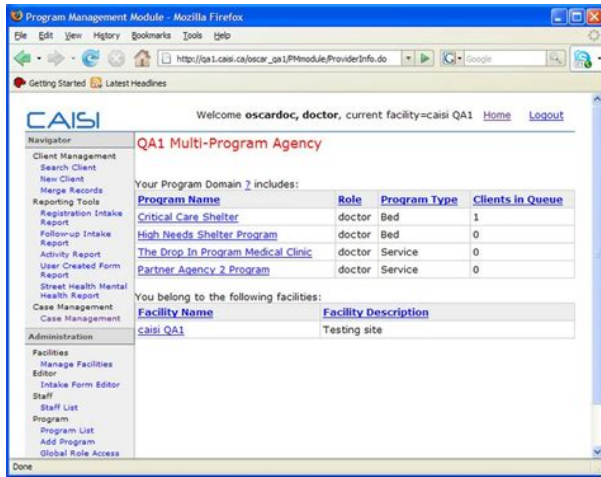 Program Management Module - Mozilla Firefox
File Edit View History Bookmarks Tools Help
http://qa1.caisi.ca/oscar_qa1/PMmodule/ProviderInfo.do
Google
Getting Started Latest Headlines
CAISI
Welcome oscardoc, doctor, current facility=caisi QA1 Home Logout
Navigator
Client Management
Search Client
New Client
Merge Records
Reporting Tools
Registration Intake
Report
Follow-up Intake
Report
Activity Report
User Created Form
Report
Street Health Mental
Health Report
Case Management
Case Management
Administration
Facilities
Manage Facilities
Editor
Intake Form Editor
Staff
Staff List
Program
Program List
Add Program
Global Role Access
QA1 Multi-Program Agency
Your Program Domain ? includes:
Program Name Role Program Type Clients in Queue
Critical Care Shelter doctor Bed 1
High Needs Shelter Program doctor Bed 0
The Drop In Program Medical Clinic doctor Service 0
Partner Agency 2 Program doctor Service 0
You belong to the following facilities:
Facility Name Facility Description
caisi QA1 Testing site
Done